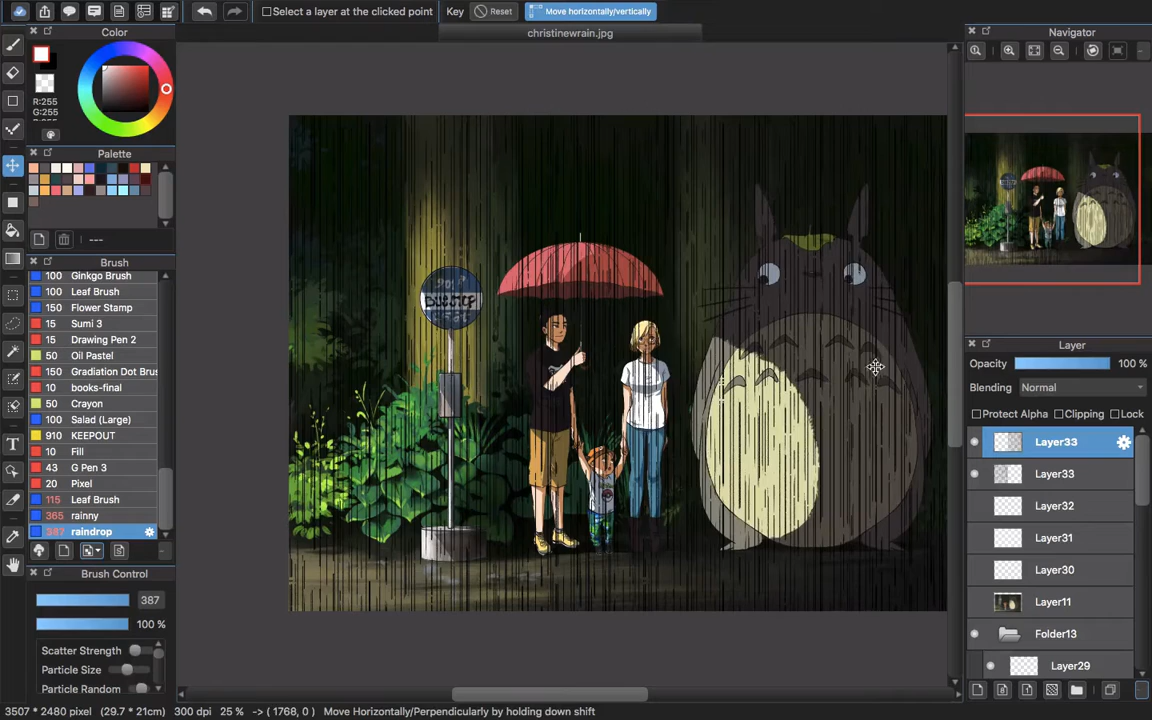 Select a layer at the clicked point Key Reset Move horizontally/vertically
christinewrain.jpg
Color
R:255
G:255
B:255
Palette
---
Brush
100 Ginkgo Brush
100 Leaf Brush
150 Flower Stamp
15 Sumi 3
15 Drawing Pen 2
50 Oil Pastel
150 Gradiation Dot Brus
10 books-final
50 Crayon
100 Salad (Large)
910 KEEPOUT
10 Fill
43 G Pen 3
20 Pixel
115 Leaf Brush
365 rainny
387 raindrop
Brush Control
387
100 %
Scatter Strength
Particle Size
Particle Random
BUS STOP
Navigator
Layer
Opacity 100 %
Blending Normal
Protect Alpha Clipping Lock
Layer33
Layer33
Layer32
Layer31
Layer30
Layer11
Folder13
Layer29
3507 * 2480 pixel (29.7 * 21cm) 300 dpi 25 % -> ( 1768, 0 ) Move Horizontally/Perpendicularly by holding down shift